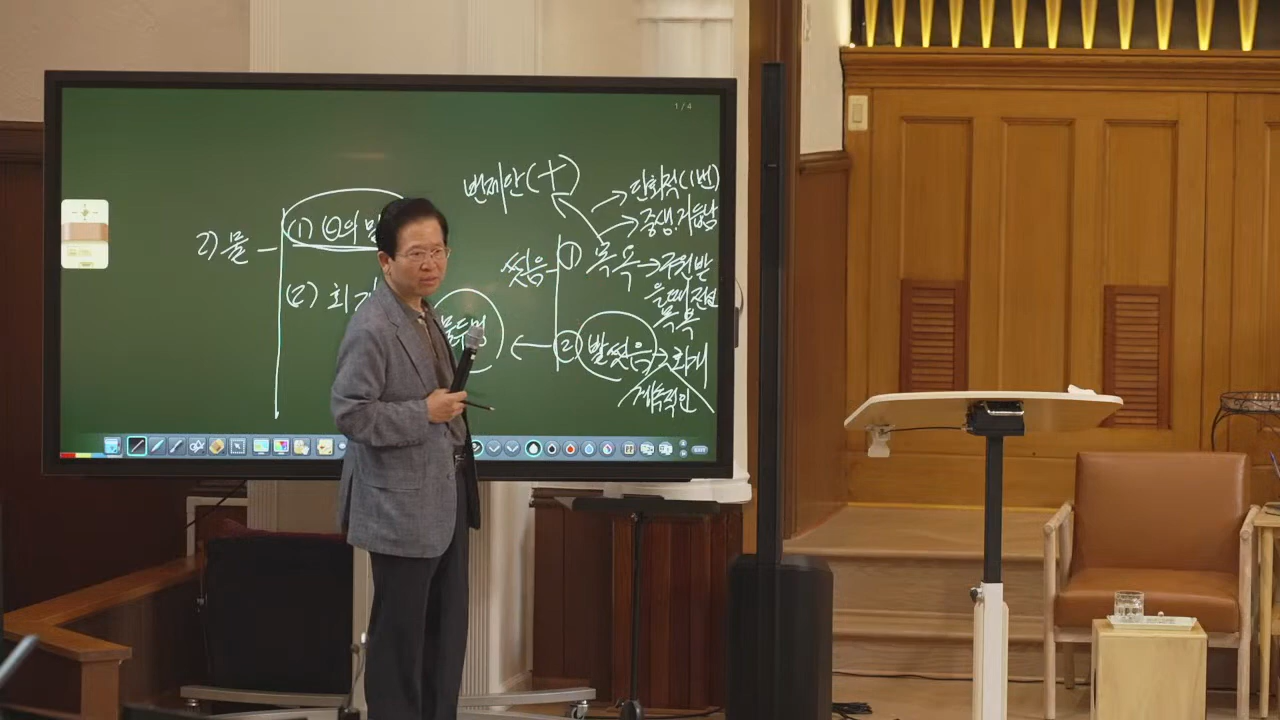 1/4
번제단(十)
→ 단회적(1번)
→ 중생.거듭남
2) 물
(1)
씻음
① 목욕 → 구원받
을때 전신
목욕
(2) 회
② 발씻음 → 회개
계속적인